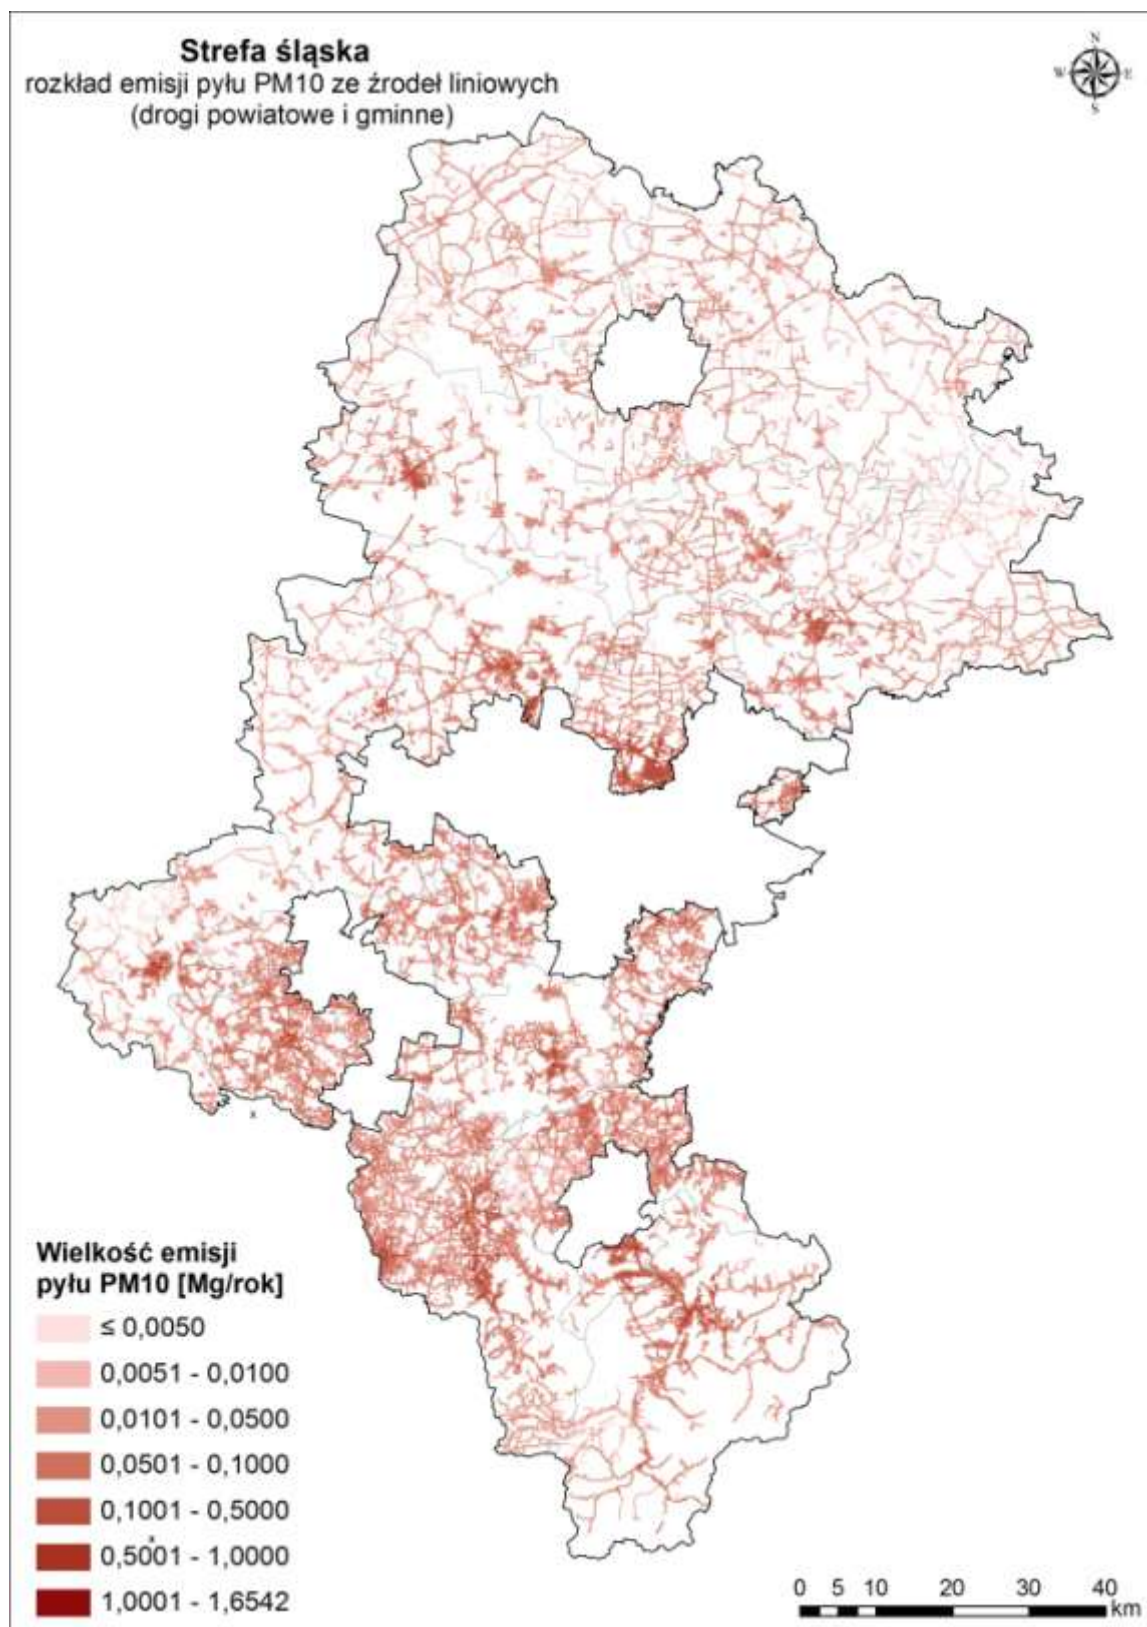 Strefa śląska
rozkład emisji pyłu PM10 ze źrodeł liniowych
(drogi powiatowe i gminne)
N
W E
S
x
Wielkość emisji
pyłu PM10 [Mg/rok]
≤ 0,0050
0,0051 - 0,0100
0,0101 - 0,0500
0,0501 - 0,1000
0,1001 - 0,5000
0,5001 - 1,0000
1,0001 - 1,6542
0 5 10 20 30 40
km